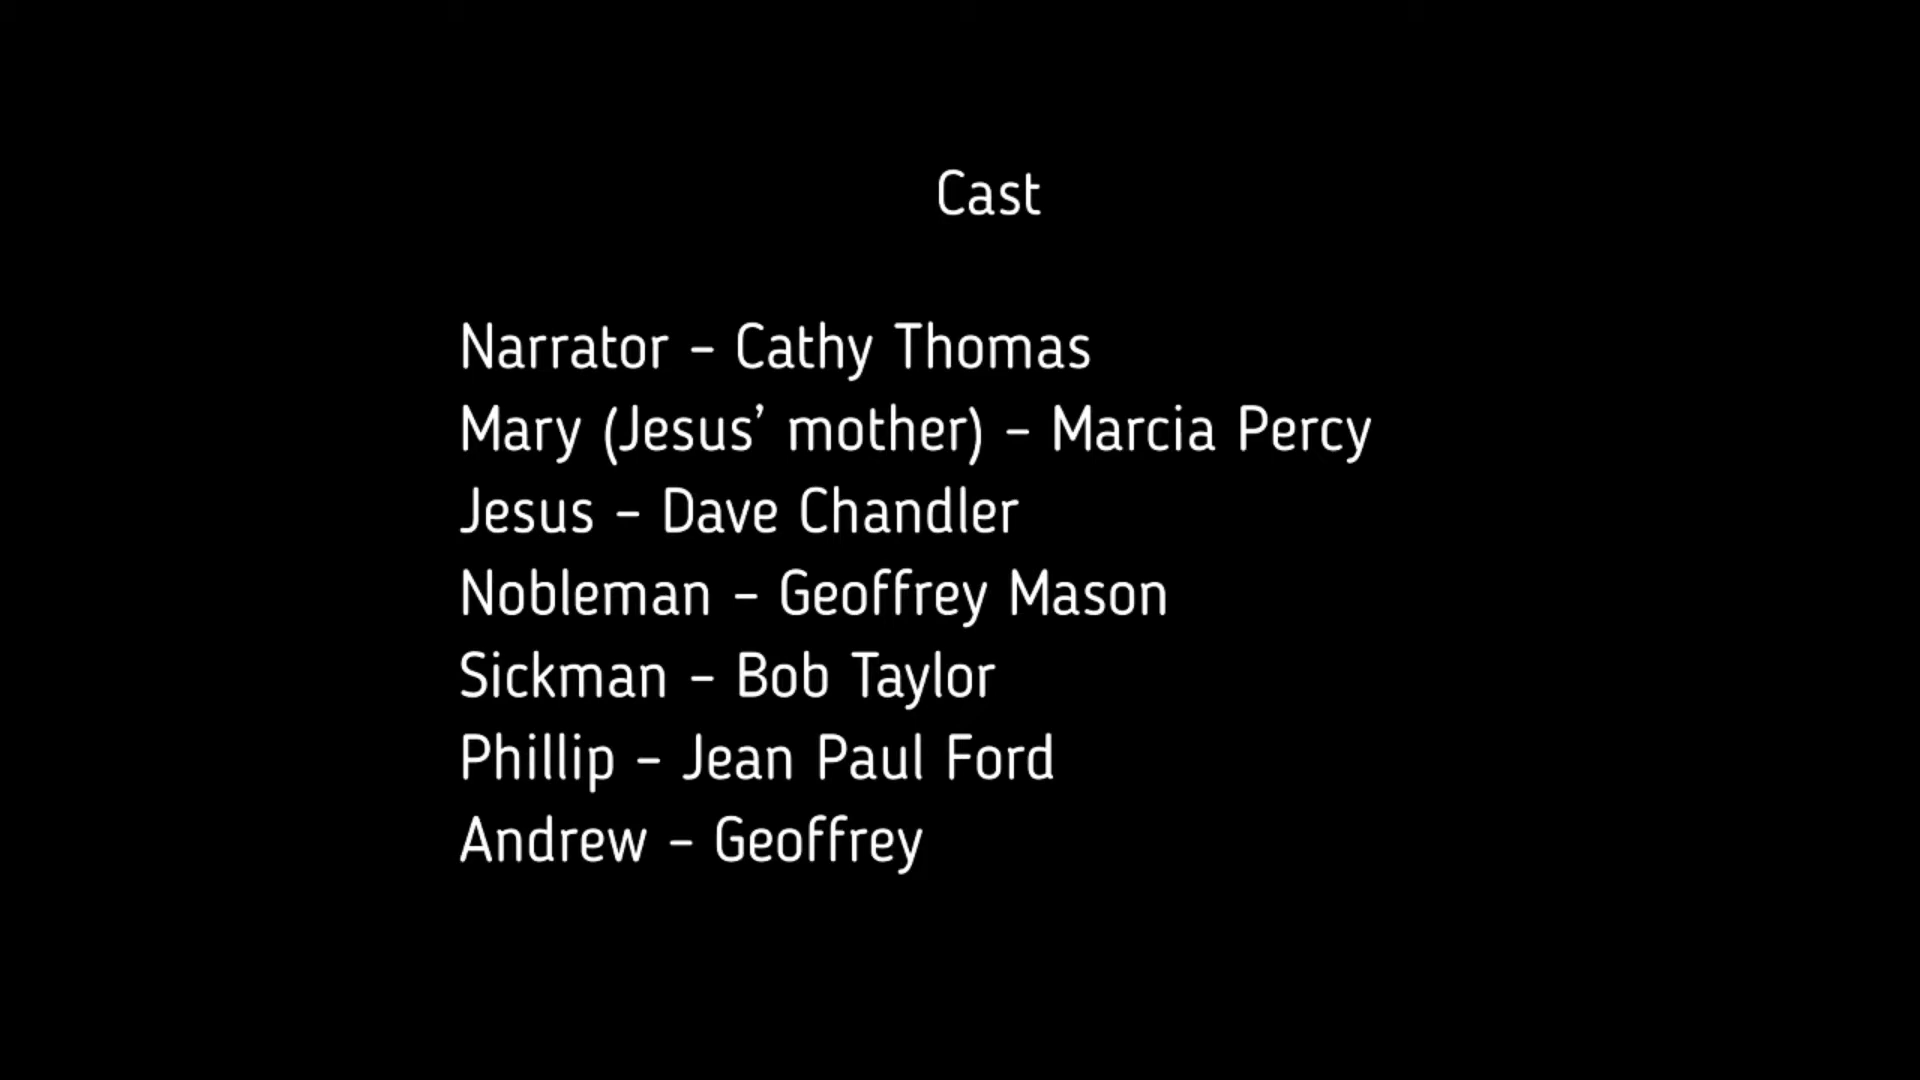 Cast
Narrator – Cathy Thomas
Mary (Jesus’ mother) – Marcia Percy
Jesus – Dave Chandler
Nobleman – Geoffrey Mason
Sickman – Bob Taylor
Phillip – Jean Paul Ford
Andrew – Geoffrey